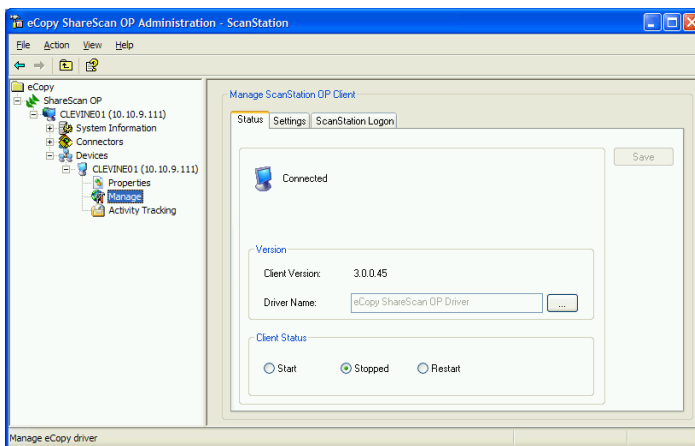 eCopy ShareScan OP Administration - ScanStation
File Action View Help
eCopy
ShareScan OP
CLEVINE01 (10.10.9.111)
System Information
Connectors
Devices
CLEVINE01 (10.10.9.111)
Properties
Manage
Activity Tracking
Manage ScanStation OP Client
Status Settings ScanStation Logon
Save
Connected
Version
Client Version: 3.0.0.45
Driver Name: eCopy ShareScan OP Driver ...
Client Status
Start Stopped Restart
Manage eCopy driver